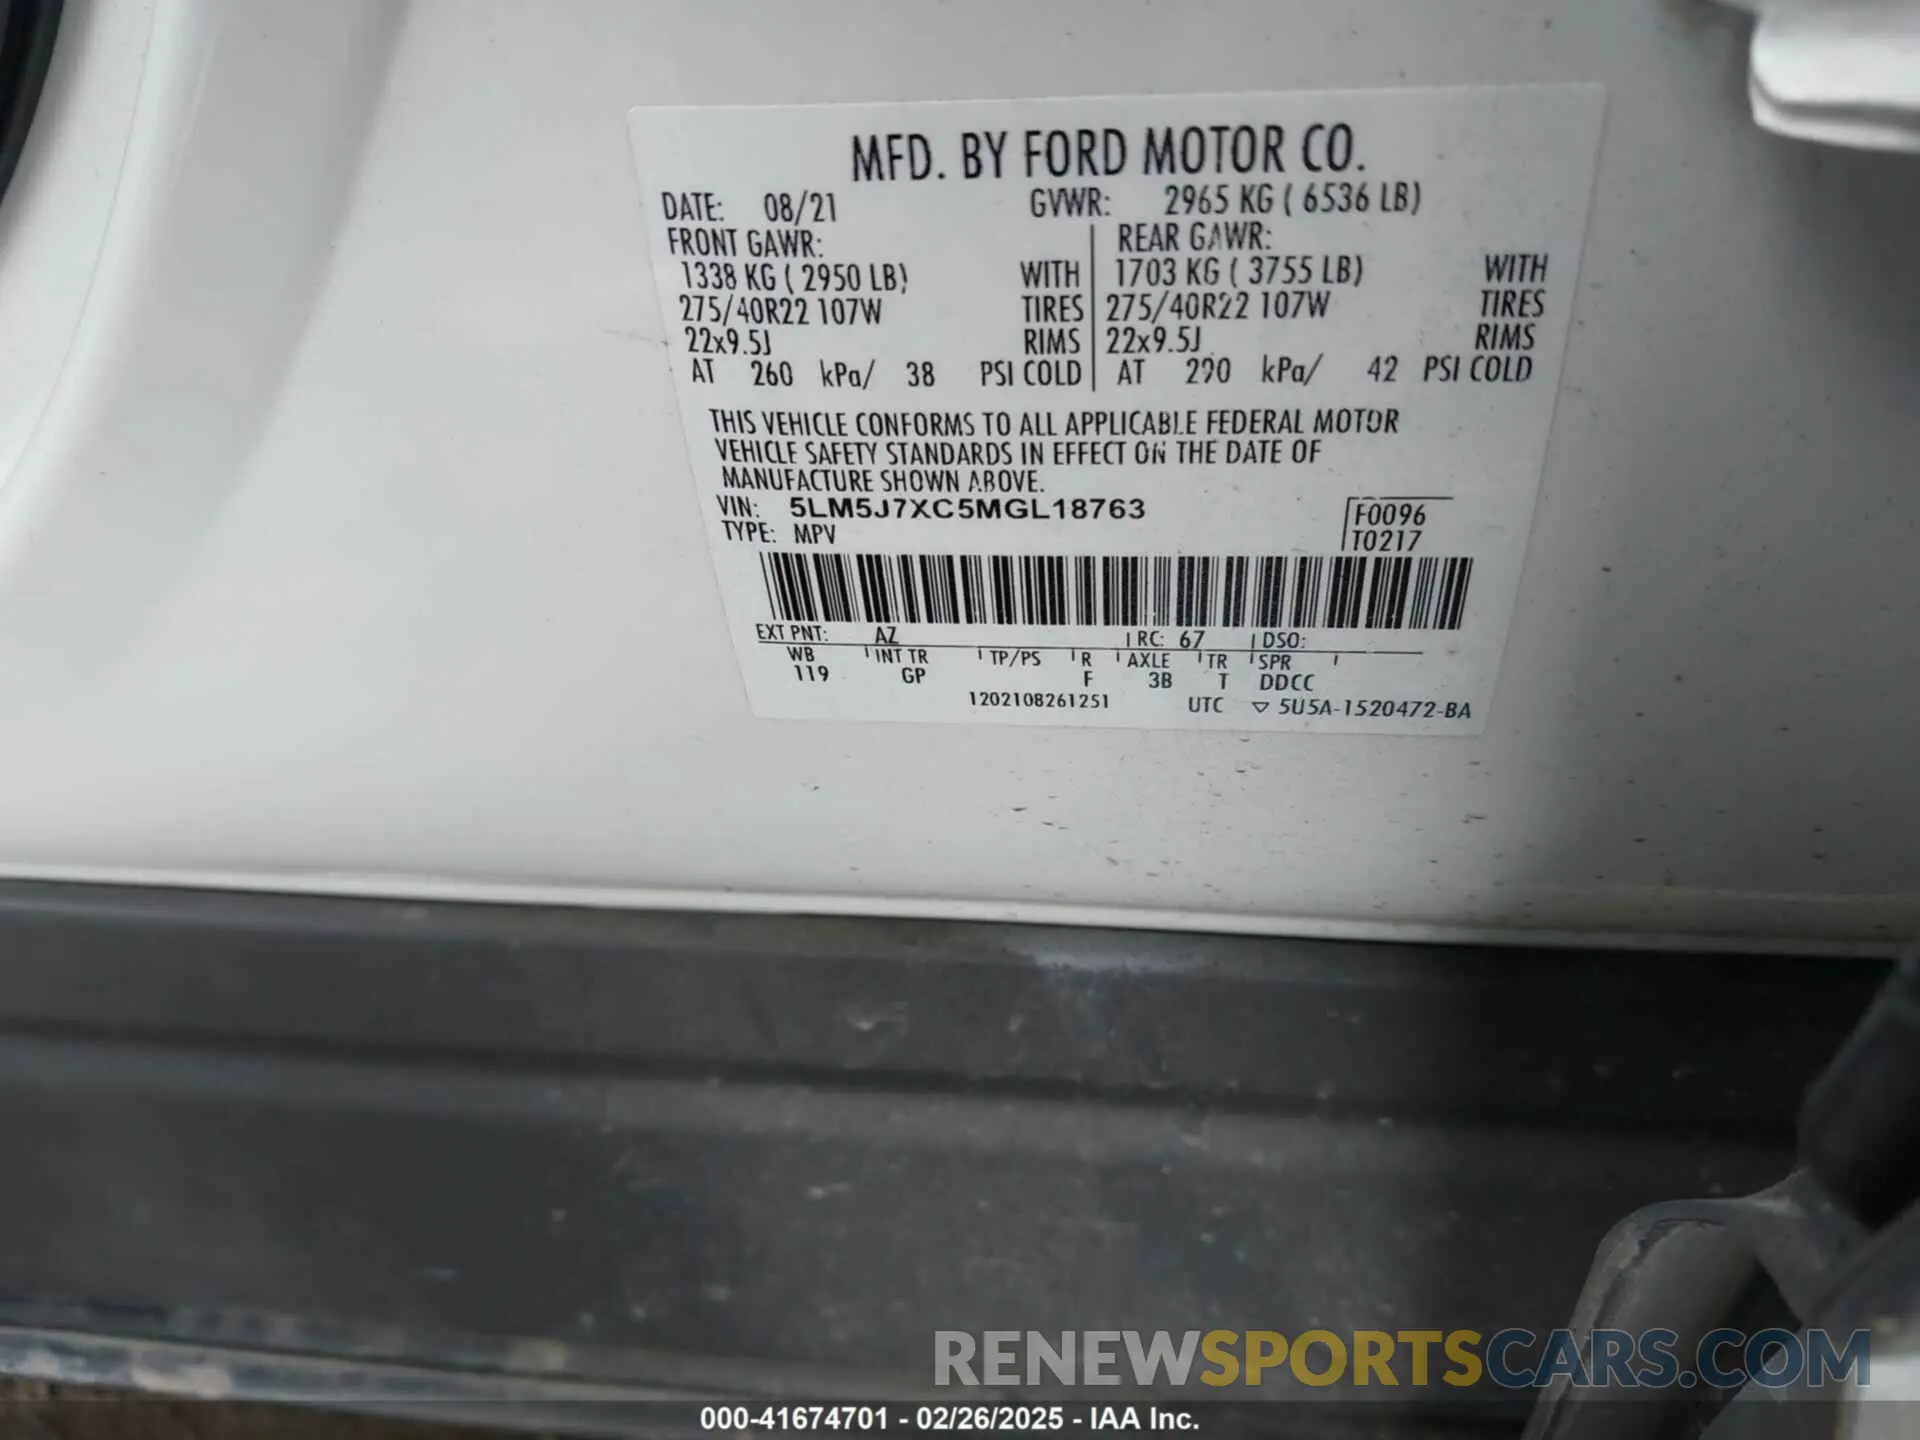 MFD. BY FORD MOTOR CO.
DATE: 08/21 GVWR: 2965 KG ( 6536 LB)
FRONT GAWR: REAR GAWR:
1338 KG ( 2950 LB) WITH 1703 KG ( 3755 LB) WITH
275/40R22 107W TIRES 275/40R22 107W TIRES
22x9.5J RIMS 22x9.5J RIMS
AT 260 kPa/ 38 PSI COLD AT 290 kPa/ 42 PSI COLD
THIS VEHICLE CONFORMS TO ALL APPLICABLE FEDERAL MOTOR
VEHICLE SAFETY STANDARDS IN EFFECT ON THE DATE OF
MANUFACTURE SHOWN ABOVE.
VIN: 5LM5J7XC5MGL18763 F0096
TYPE: MPV T0217
EXT PNT: AZ RC: 67 DSO:
WB INT TR TP/PS R AXLE TR SPR
119 GP F 3B T DDCC
1202108261251 UTC ▽ 5U5A-1520472-BA
RENEWSPORTSCARS.COM
000-41674701 - 02/26/2025 - IAA Inc.